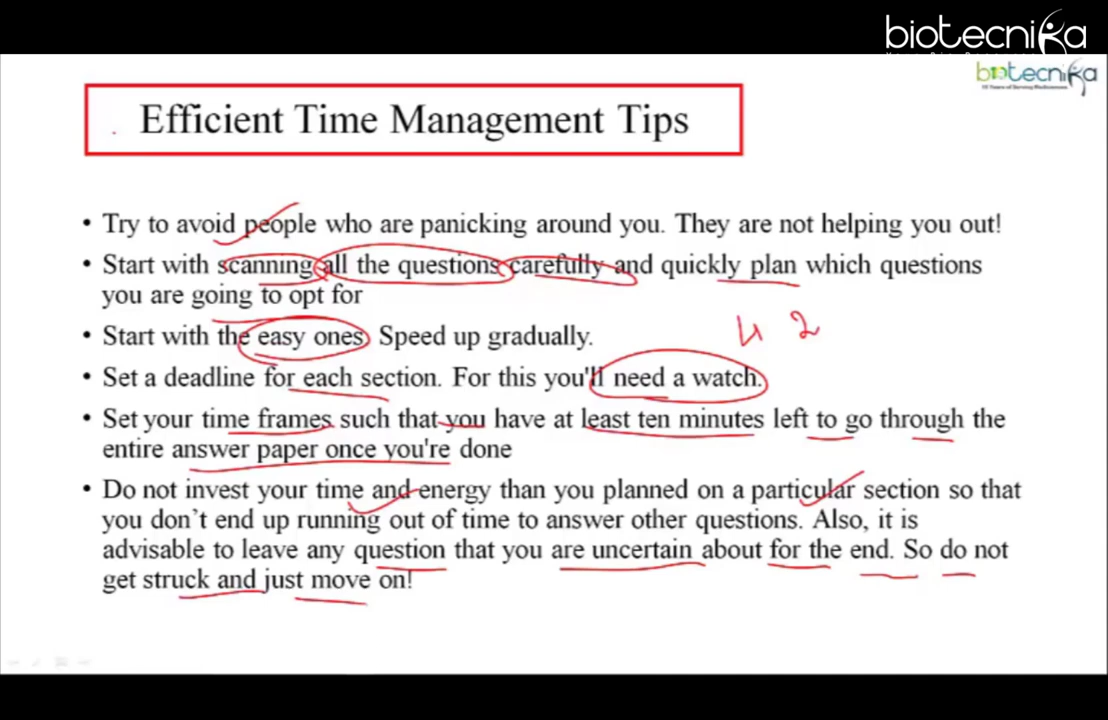 biotecnika
biotecnika
Efficient Time Management Tips
• Try to avoid people who are panicking around you. They are not helping you out!
• Start with scanning all the questions carefully and quickly plan which questions
you are going to opt for
• Start with the easy ones. Speed up gradually.
4 2
• Set a deadline for each section. For this you'll need a watch.
• Set your time frames such that you have at least ten minutes left to go through the
entire answer paper once you're done
• Do not invest your time and energy than you planned on a particular section so that
you don’t end up running out of time to answer other questions. Also, it is
advisable to leave any question that you are uncertain about for the end. So do not
get struck and just move on!